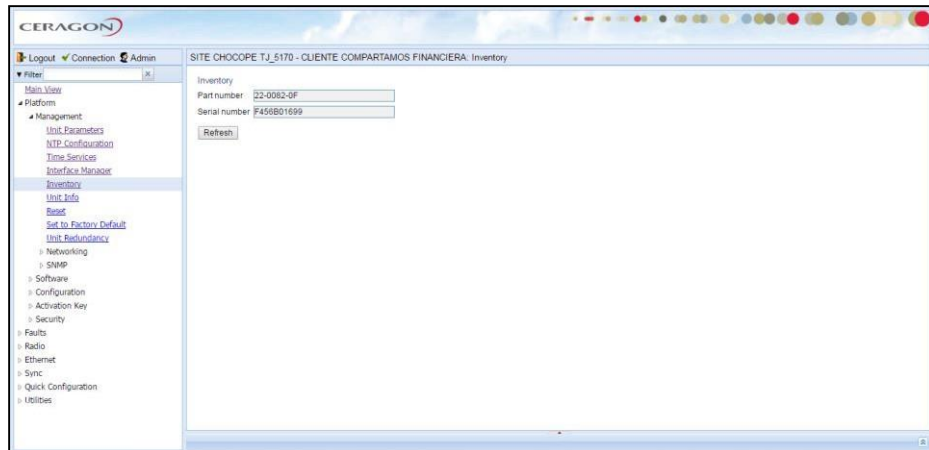 CERAGON
Logout Connection Admin
SITE CHOCOPE TJ_5170 - CLIENTE COMPARTAMOS FINANCIERA: Inventory
Filter
Main View
Platform
Management
Unit Parameters
NTP Configuration
Time Services
Interface Manager
Inventory
Unit Info
Reset
Set to Factory Default
Unit Redundancy
Networking
SNMP
Software
Configuration
Activation Key
Security
Faults
Radio
Ethernet
Sync
Quick Configuration
Utilities
Inventory
Part number 22-0082-0F
Serial number F456B01699
Refresh